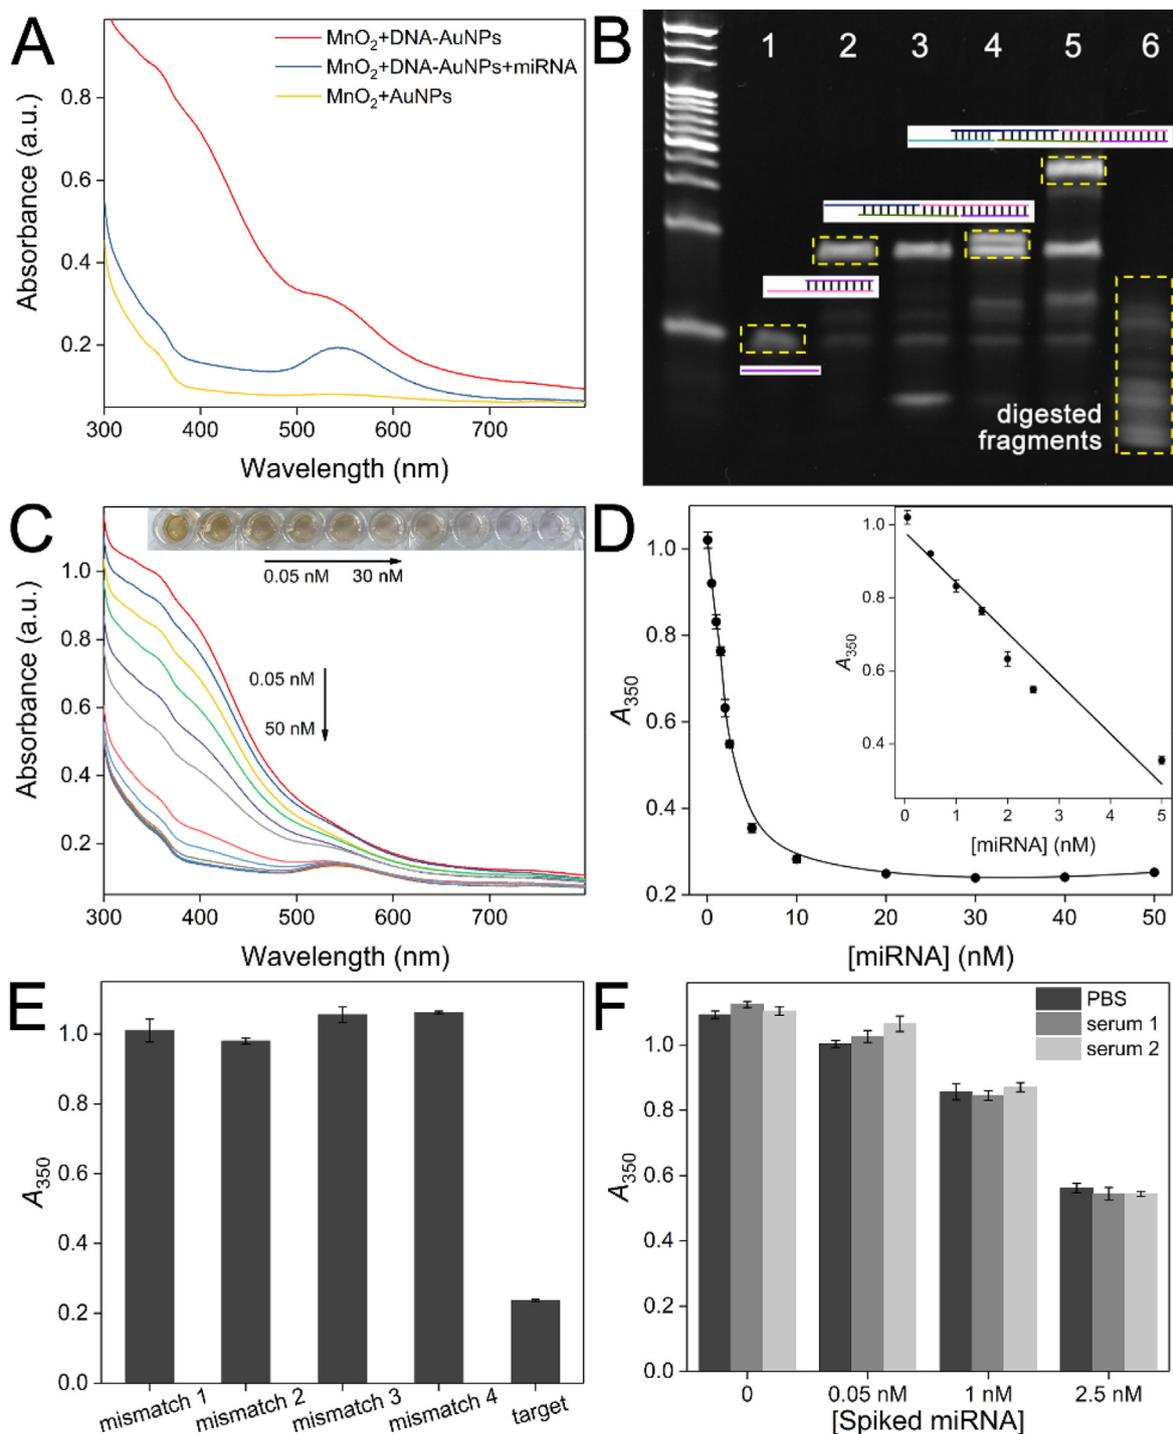 A
MnO₂+DNA-AuNPs
MnO₂+DNA-AuNPs+miRNA
MnO₂+AuNPs
Absorbance (a.u.)
0.8
0.6
0.4
0.2
300 400 500 600 700
Wavelength (nm)
B
1 2 3 4 5 6
digested
fragments
C
0.05 nM 30 nM
0.05 nM
50 nM
Absorbance (a.u.)
1.0
0.8
0.6
0.4
0.2
300 400 500 600 700
Wavelength (nm)
D
A₃₅₀
1.0
0.8
0.6
0.4
0.2
0 10 20 30 40 50
[miRNA] (nM)
A₃₅₀
1.0
0.8
0.6
0.4
0 1 2 3 4 5
[miRNA] (nM)
E
A₃₅₀
1.0
0.8
0.6
0.4
0.2
0.0
mismatch 1 mismatch 2 mismatch 3 mismatch 4 target
F
PBS
serum 1
serum 2
A₃₅₀
1.0
0.8
0.6
0.4
0.2
0.0
0 0.05 nM 1 nM 2.5 nM
[Spiked miRNA]